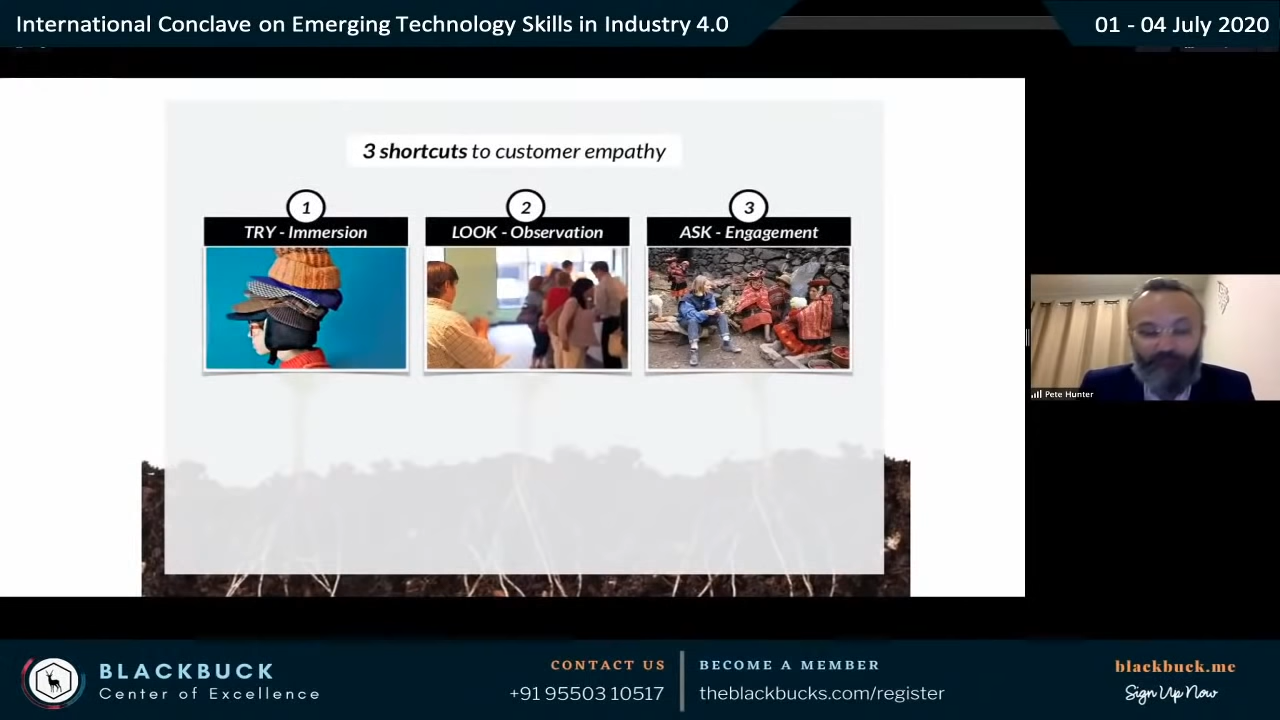 International Conclave on Emerging Technology Skills in Industry 4.0
01 - 04 July 2020
3 shortcuts to customer empathy
1
TRY - Immersion
2
LOOK - Observation
3
ASK - Engagement
Pete Hunter
BLACKBUCK
Center of Excellence
CONTACT US
+91 95503 10517
BECOME A MEMBER
theblackbucks.com/register
blackbuck.me
Sign Up Now